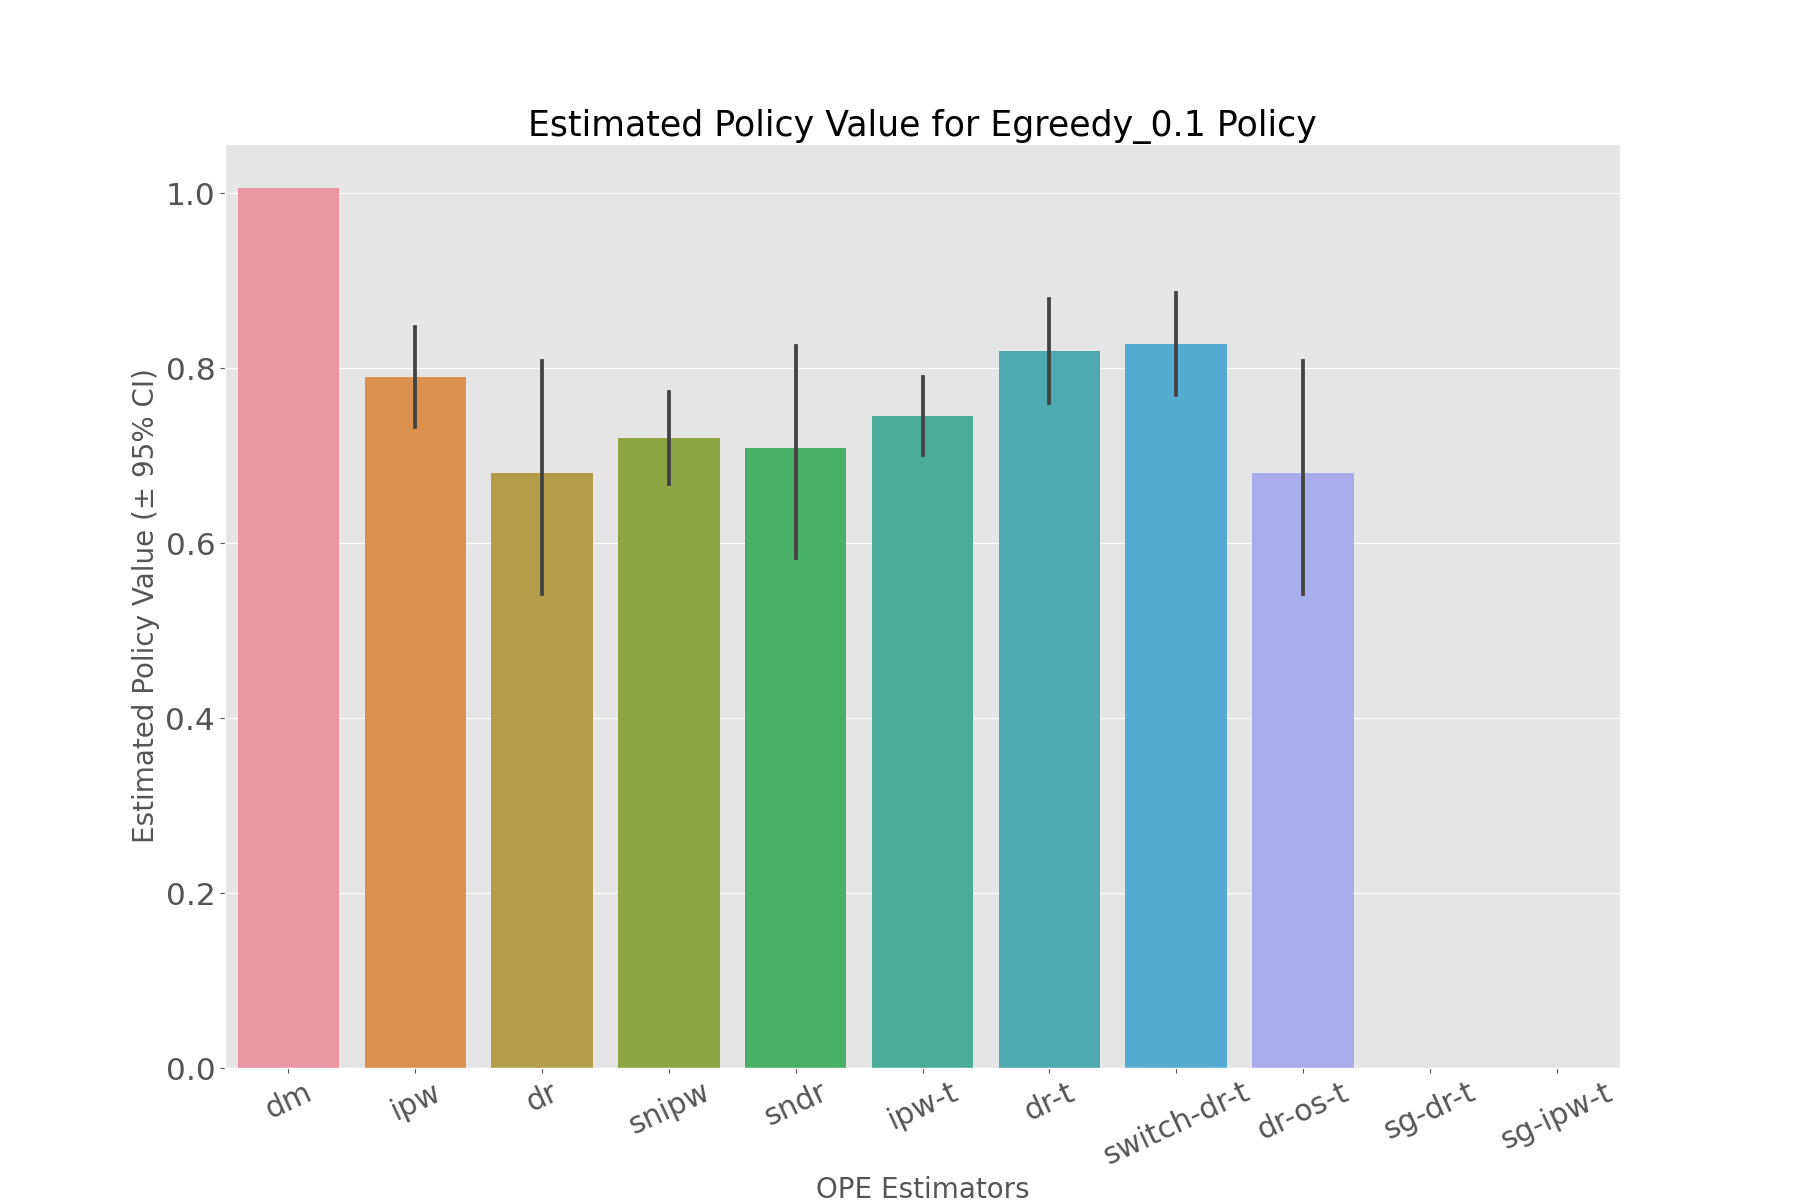 Estimated Policy Value for Egreedy_0.1 Policy
Estimated Policy Value (± 95% CI)
1.0
0.8
0.6
0.4
0.2
0.0
dm
ipw
dr
snipw
sndr
ipw-t
dr-t
switch-dr-t
dr-os-t
sg-dr-t
sg-ipw-t
OPE Estimators